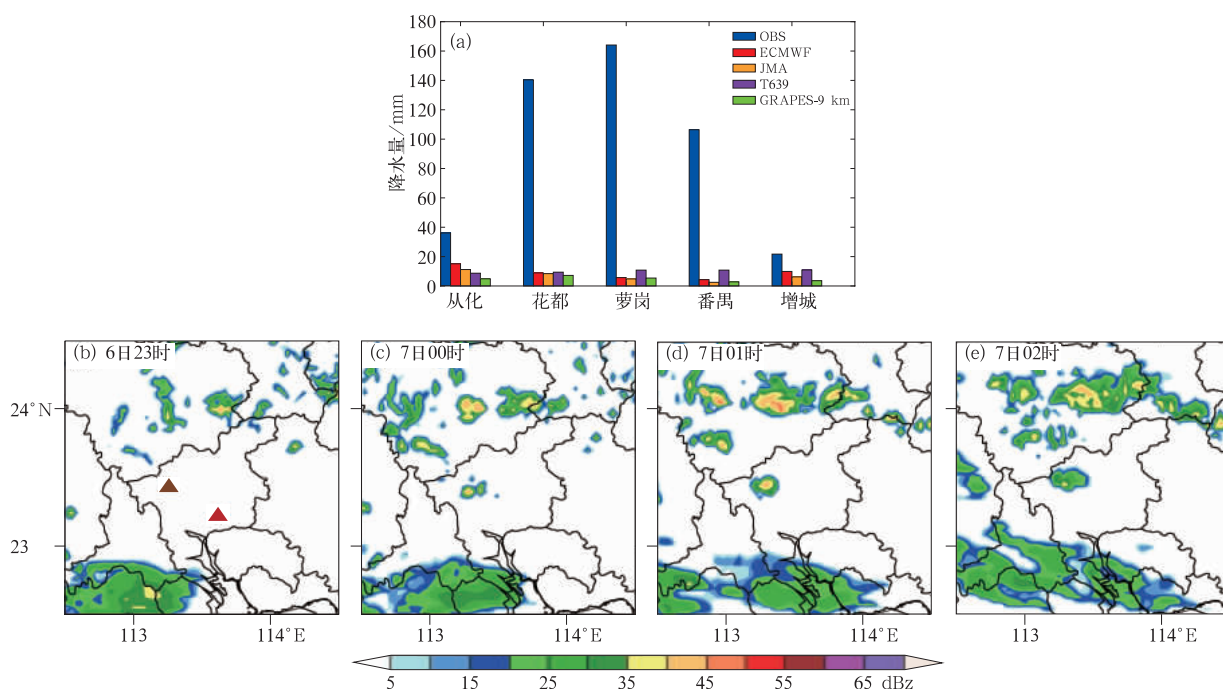 180
(a)
160
140
120
100
80
60
40
20
0
降水量/mm
OBS
ECMWF
JMA
T639
GRAPES-9 km
从化 花都 萝岗 番禺 增城
(b) 6日23时
(c) 7日00时
(d) 7日01时
(e) 7日02时
24°N
23
113 114°E 113 114°E 113 114°E 113 114°E
5 15 25 35 45 55 65 dBz